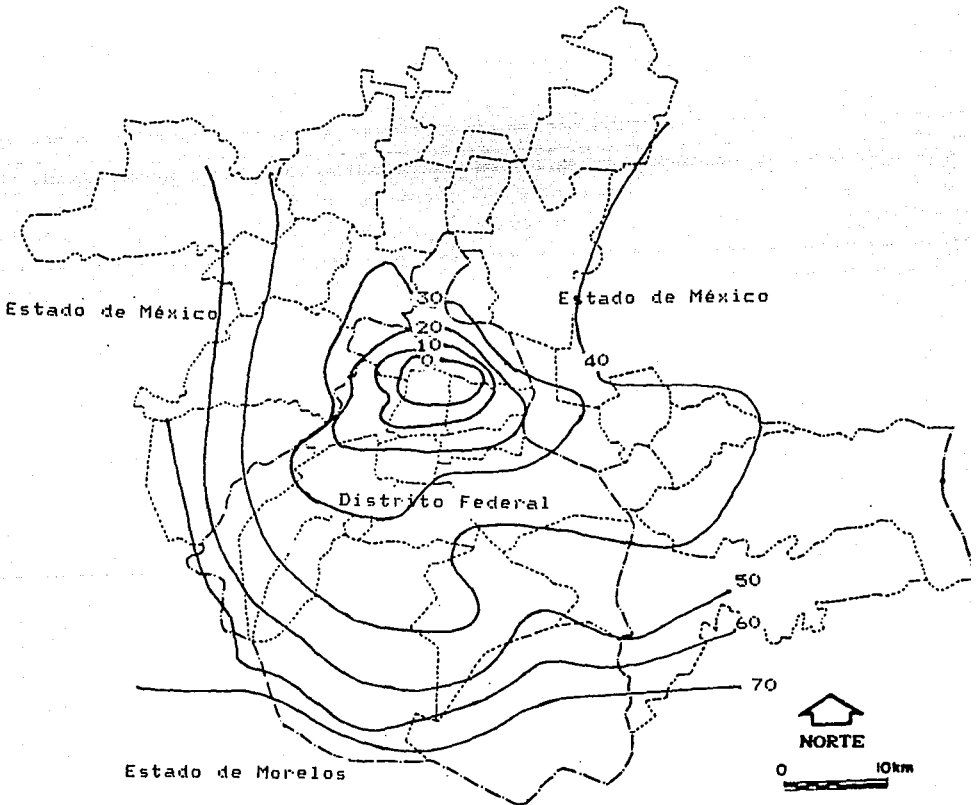 30
Estado de México
Estado de México
20
10
0
40
Distrito Federal
50
60
70
NORTE
Estado de Morelos
0 10km